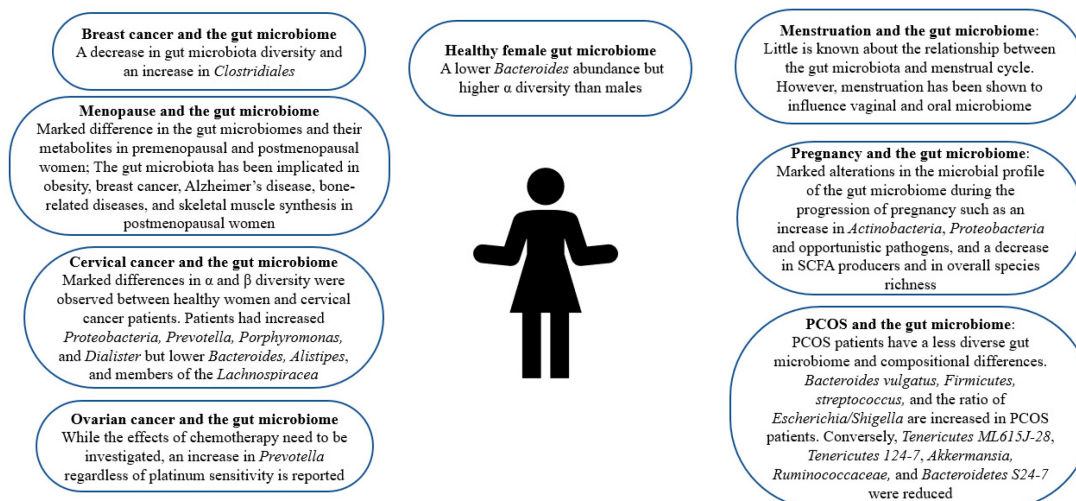 Breast cancer and the gut microbiome
A decrease in gut microbiota diversity and
an increase in Clostridiales
Menopause and the gut microbiome
Marked difference in the gut microbiomes and their
metabolites in premenopausal and postmenopausal
women; The gut microbiota has been implicated in
obesity, breast cancer, Alzheimer's disease, bone-
related diseases, and skeletal muscle synthesis in
postmenopausal women
Cervical cancer and the gut microbiome
Marked differences in α and β diversity were
observed between healthy women and cervical
cancer patients. Patients had increased
Proteobacteria, Prevotella, Porphyromonas,
and Dialister but lower Bacteroides, Alistipes,
and members of the Lachnospiracea
Ovarian cancer and the gut microbiome
While the effects of chemotherapy need to be
investigated, an increase in Prevotella
regardless of platinum sensitivity is reported
Healthy female gut microbiome
A lower Bacteroides abundance but
higher α diversity than males
Menstruation and the gut microbiome:
Little is known about the relationship between
the gut microbiota and menstrual cycle.
However, menstruation has been shown to
influence vaginal and oral microbiome
Pregnancy and the gut microbiome:
Marked alterations in the microbial profile
of the gut microbiome during the
progression of pregnancy such as an
increase in Actinobacteria, Proteobacteria
and opportunistic pathogens, and a decrease
in SCFA producers and in overall species
richness
PCOS and the gut microbiome:
PCOS patients have a less diverse gut
microbiome and compositional differences.
Bacteroides vulgatus, Firmicutes,
streptococcus, and the ratio of
Escherichia/Shigella are increased in PCOS
patients. Conversely, Tenericutes ML615J-28,
Tenericutes 124-7, Akkermansia,
Ruminococcaceae, and Bacteroidetes S24-7
were reduced